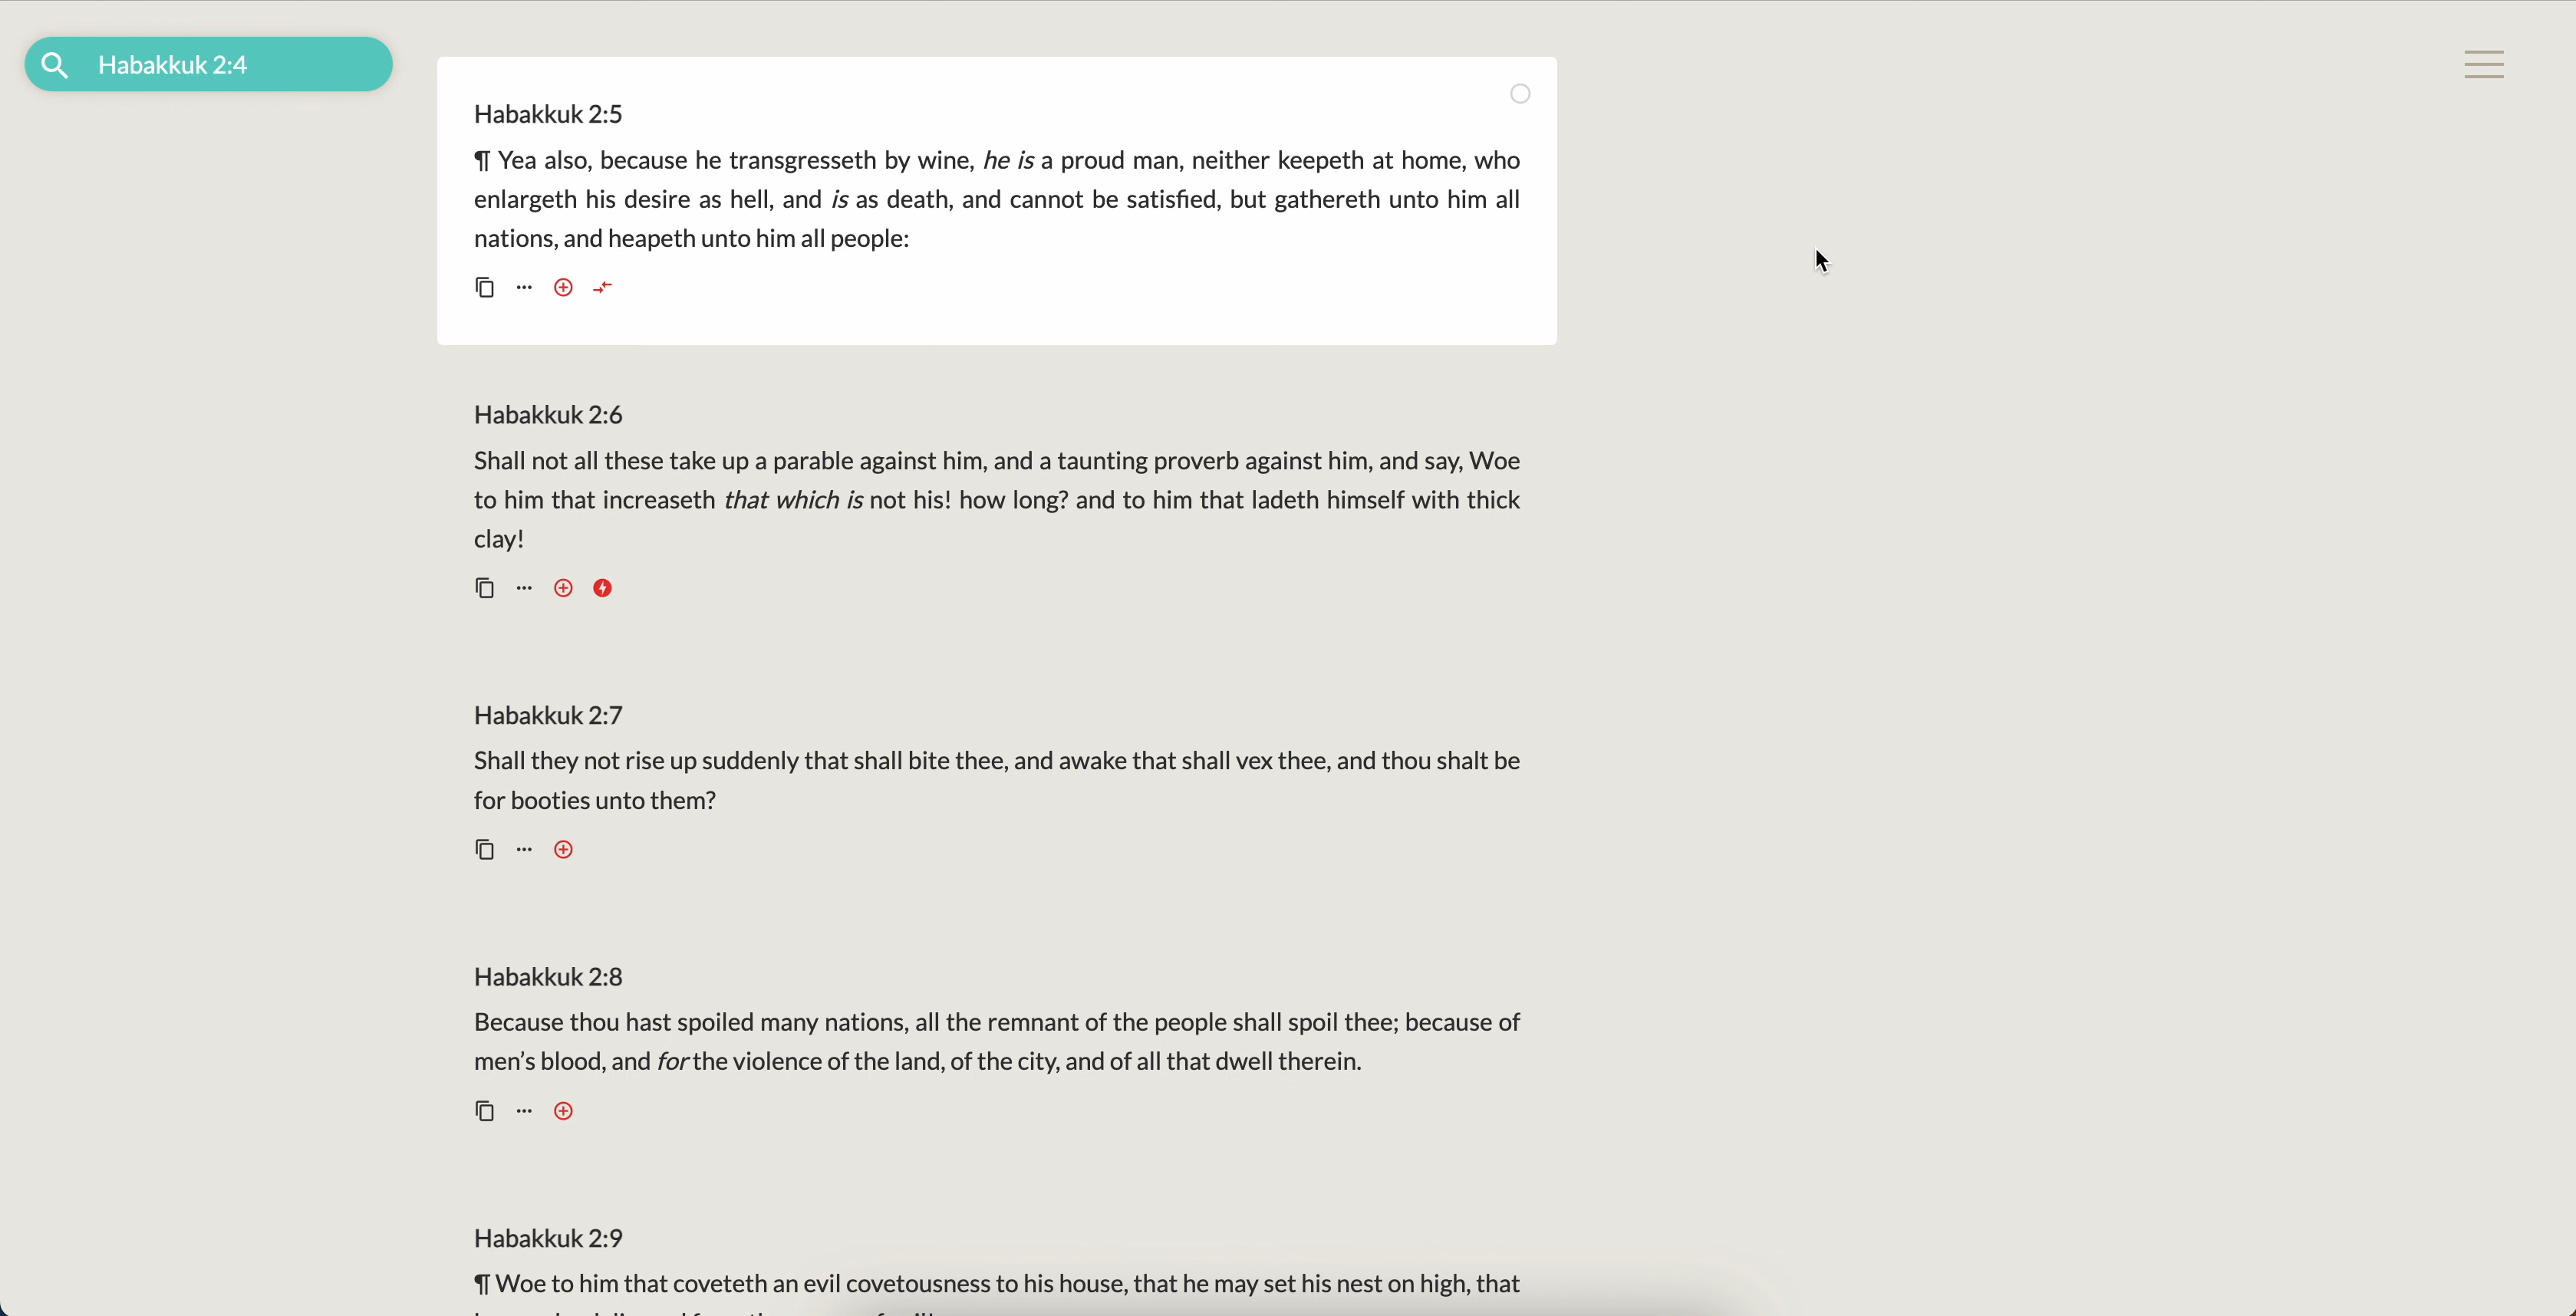 Habakkuk 2:4
Habakkuk 2:5
¶ Yea also, because he transgresseth by wine, he is a proud man, neither keepeth at home, who
enlargeth his desire as hell, and is as death, and cannot be satisfied, but gathereth unto him all
nations, and heapeth unto him all people:
Habakkuk 2:6
Shall not all these take up a parable against him, and a taunting proverb against him, and say, Woe
to him that increaseth that which is not his! how long? and to him that ladeth himself with thick
clay!
Habakkuk 2:7
Shall they not rise up suddenly that shall bite thee, and awake that shall vex thee, and thou shalt be
for booties unto them?
Habakkuk 2:8
Because thou hast spoiled many nations, all the remnant of the people shall spoil thee; because of
men’s blood, and for the violence of the land, of the city, and of all that dwell therein.
Habakkuk 2:9
¶ Woe to him that coveteth an evil covetousness to his house, that he may set his nest on high, that